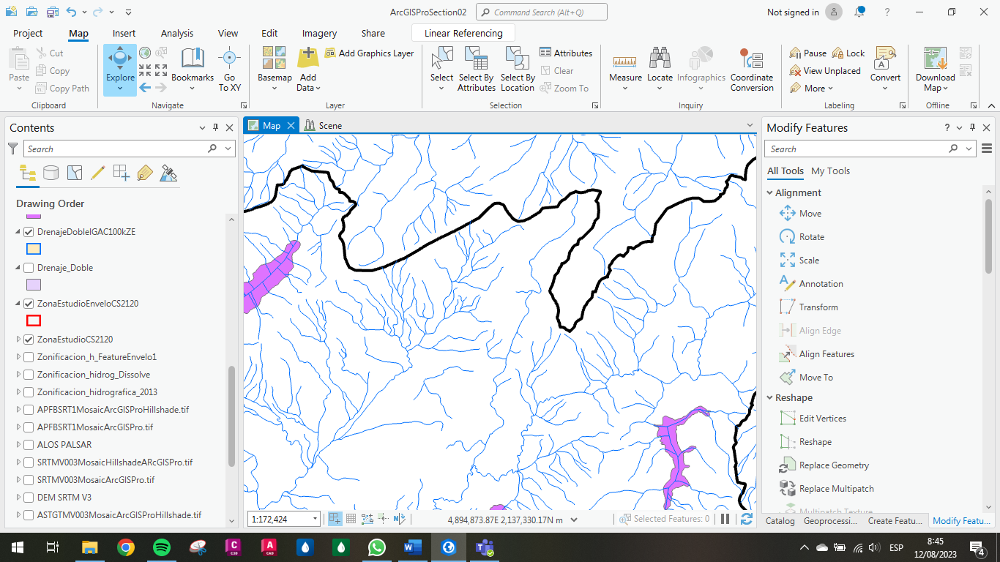 ArcGISProSection02
Command Search (Alt+Q)
Not signed in
?
Project
Map
Insert
Analysis
View
Edit
Imagery
Share
Linear Referencing
Paste
Cut
Copy
Copy Path
Clipboard
Explore
Bookmarks
Go
To XY
Navigate
Basemap
Add
Data
Add Graphics Layer
Layer
Select
Select By
Attributes
Select By
Location
Attributes
Clear
Zoom To
Selection
Measure
Locate
Infographics
Coordinate
Conversion
Inquiry
Pause
Lock
View Unplaced
More
Convert
Labeling
Download
Map
Offline
Contents
Search
Drawing Order
DrenajeDobleIGAC100kZE
Drenaje_Doble
ZonaEstudioEnveloCS2120
ZonaEstudioCS2120
Zonificacion_h_FeatureEnvelo1
Zonificacion_hidrog_Dissolve
Zonificacion_hidrografica_2013
APFBSRT1MosaicArcGISProHillshade.tif
APFBSRT1MosaicArcGISPro.tif
ALOS PALSAR
SRTMV003MosaicHillshadeARcGISPro.tif
SRTMV003MosaicArcGISPro.tif
DEM SRTM V3
ASTGTMV003MosaicArcGISProHillshade.tif
Map
Scene
1:172,424
4,894,873.87E 2,137,330.17N m
Selected Features: 0
Modify Features
?
Search
All Tools
My Tools
Alignment
Move
Rotate
Scale
Annotation
Transform
Align Edge
Align Features
Move To
Reshape
Edit Vertices
Reshape
Replace Geometry
Replace Multipatch
Multipatch Texture
Catalog
Geoprocessi...
Create Featu...
Modify Featu...
ESP
8:45
12/08/2023
4